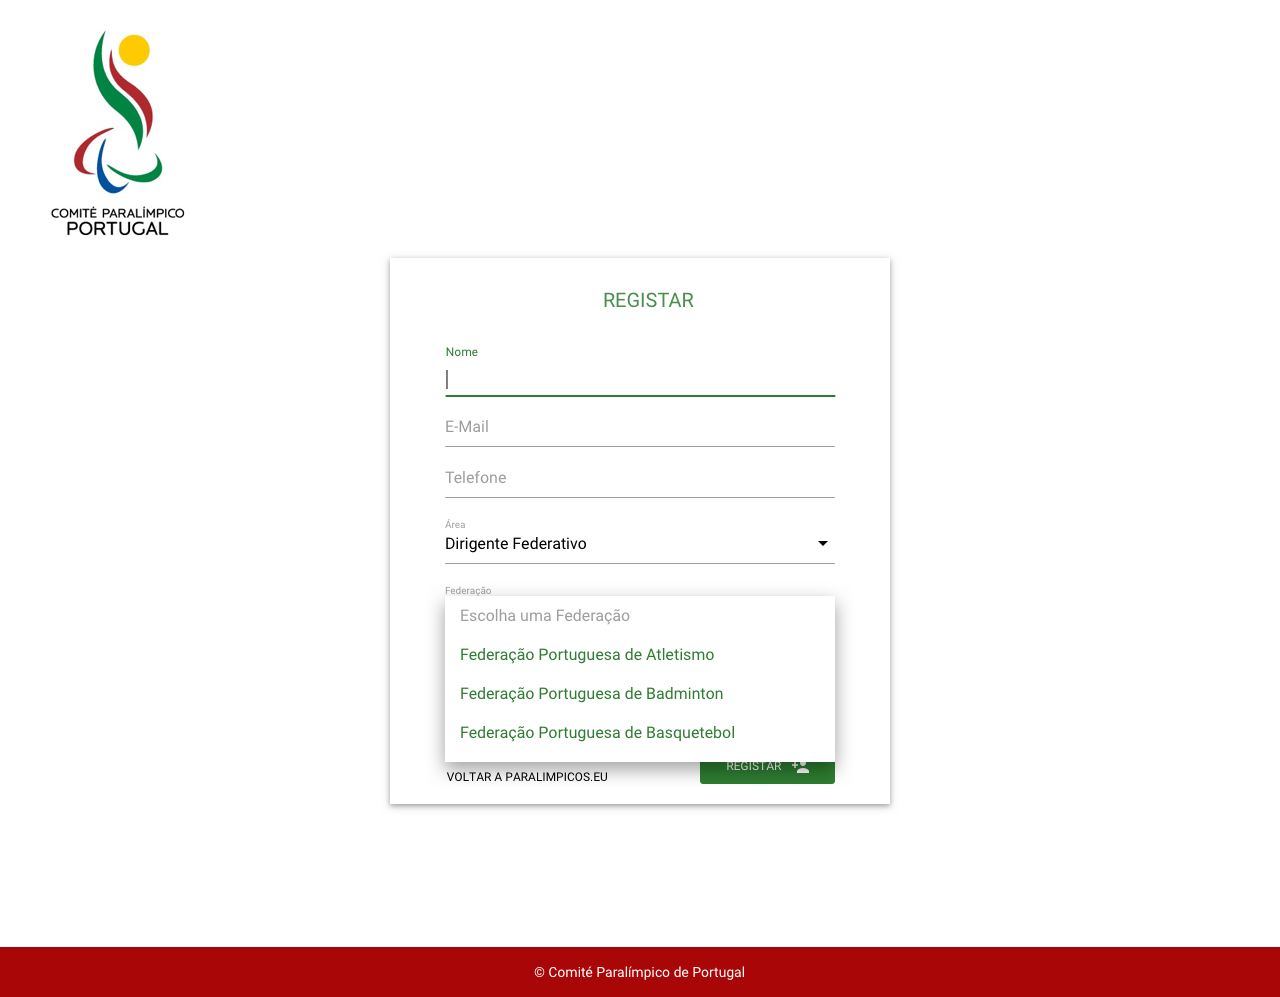 COMITÉ PARALÍMPICO
PORTUGAL
REGISTAR
Nome
E-Mail
Telefone
Área
Dirigente Federativo
Federação
Escolha uma Federação
Federação Portuguesa de Atletismo
Federação Portuguesa de Badminton
Federação Portuguesa de Basquetebol
REGISTAR
VOLTAR A PARALIMPICOS.EU
© Comité Paralímpico de Portugal